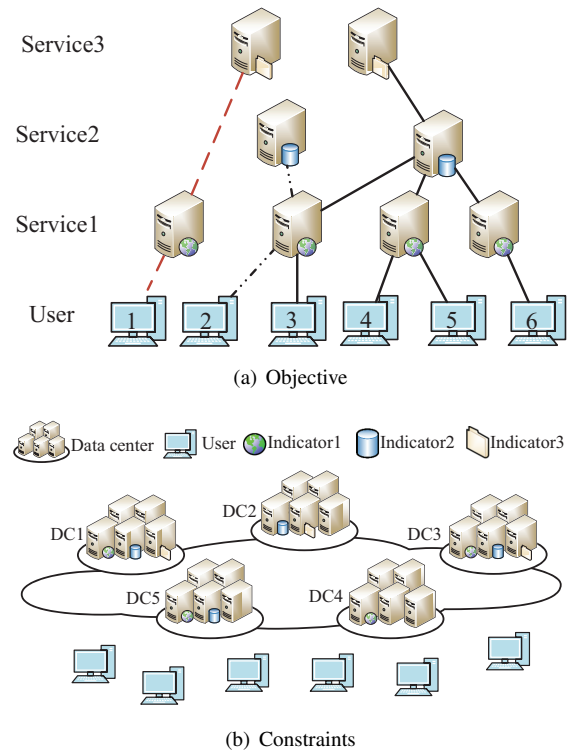 Service3
Service2
Service1
User
1 2 3 4 5 6
(a) Objective
Data center User Indicator1 Indicator2 Indicator3
DC1 DC2 DC3
DC5 DC4
(b) Constraints